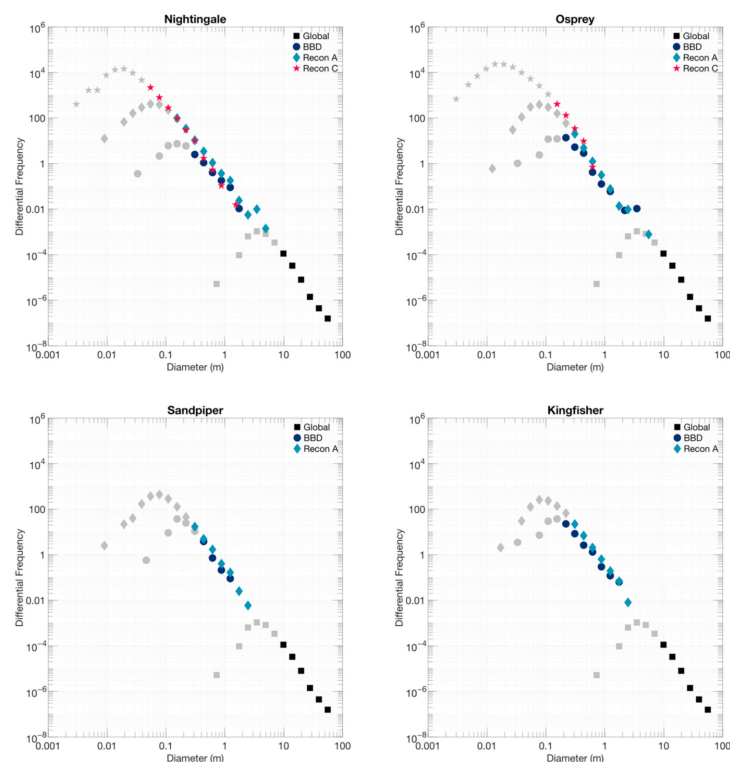 Nightingale
Global
BBD
Recon A
Recon C
Differential Frequency
10^6
10^4
100
1
0.01
10^-4
10^-6
10^-8
0.001
0.01
0.1
1
10
100
Diameter (m)
Osprey
Global
BBD
Recon A
Recon C
Differential Frequency
10^6
10^4
100
1
0.01
10^-4
10^-6
10^-8
0.001
0.01
0.1
1
10
100
Diameter (m)
Sandpiper
Global
BBD
Recon A
Differential Frequency
10^6
10^4
100
1
0.01
10^-4
10^-6
10^-8
0.001
0.01
0.1
1
10
100
Diameter (m)
Kingfisher
Global
BBD
Recon A
Differential Frequency
10^6
10^4
100
1
0.01
10^-4
10^-6
10^-8
0.001
0.01
0.1
1
10
100
Diameter (m)